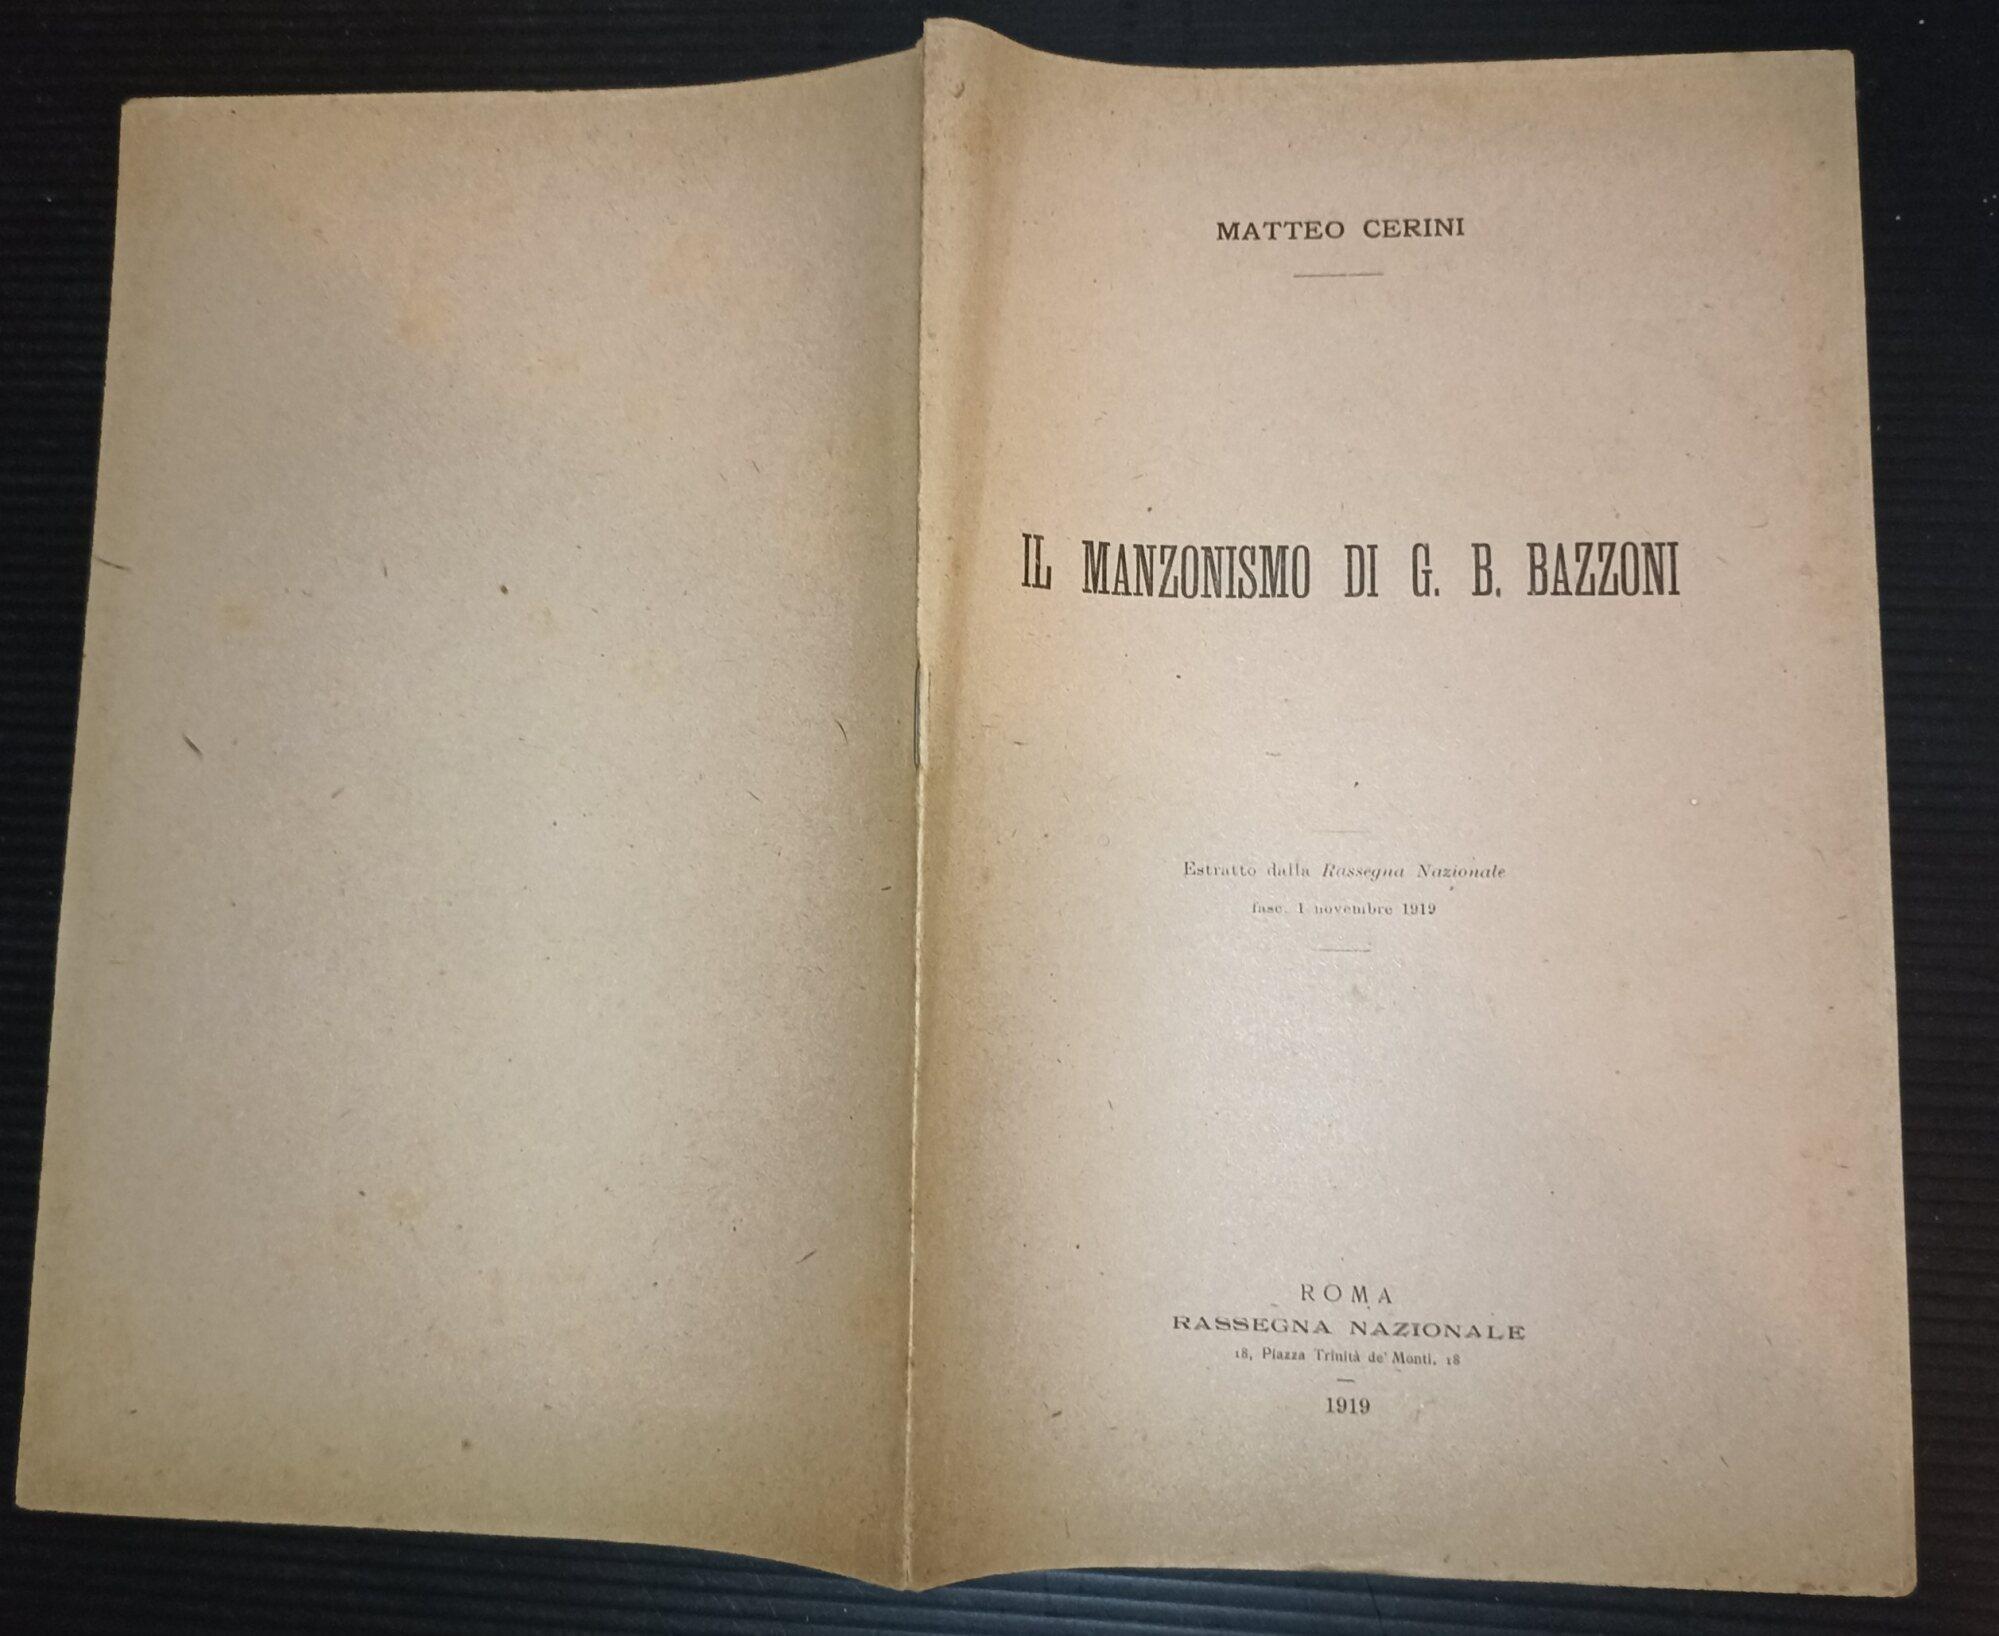 MATTEO CERINI
IL MANZONISMO DI G. B. BAZZONI
Estratto dalla Rassegna Nazionale
fasc. 1 novembre 1919
ROMA
RASSEGNA NAZIONALE
18, Piazza Trinità de' Monti, 18
1919